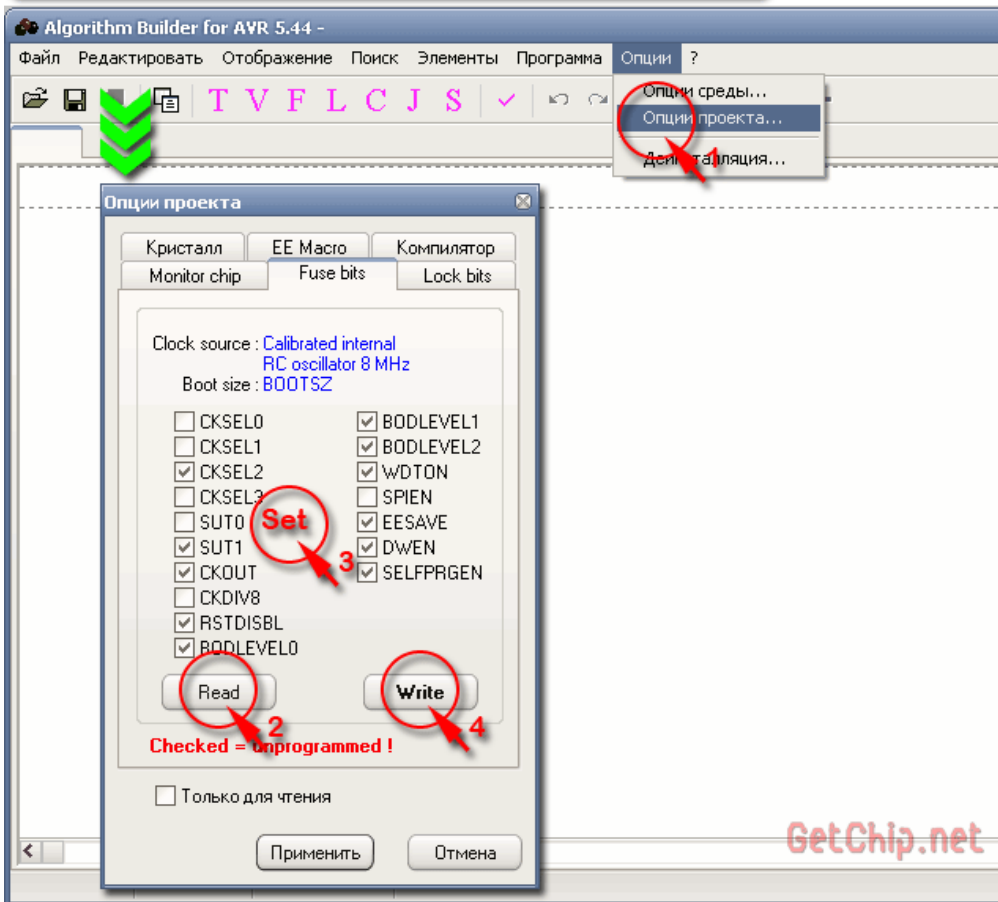 Algorithm Builder for AVR 5.44 -
Файл Редактировать Отображение Поиск Элементы Программа Опции ?
T V F L C J S
Опции среды...
Опции проекта...
1
Деинсталляция...
Опции проекта
Кристалл EE Macro Компилятор
Monitor chip Fuse bits Lock bits
Clock source : Calibrated internal
RC oscillator 8 MHz
Boot size : BOOTSZ
CKSEL0 BODLEVEL1
CKSEL1 BODLEVEL2
CKSEL2 WDTON
CKSEL3 SPIEN
SUT0 Set EESAVE
SUT1 3 DWEN
CKOUT SELFPRGEN
CKDIV8
RSTDISBL
BODLEVEL0
Read Write
2 4
Checked = unprogrammed !
Только для чтения
Применить Отмена
GetChip.net